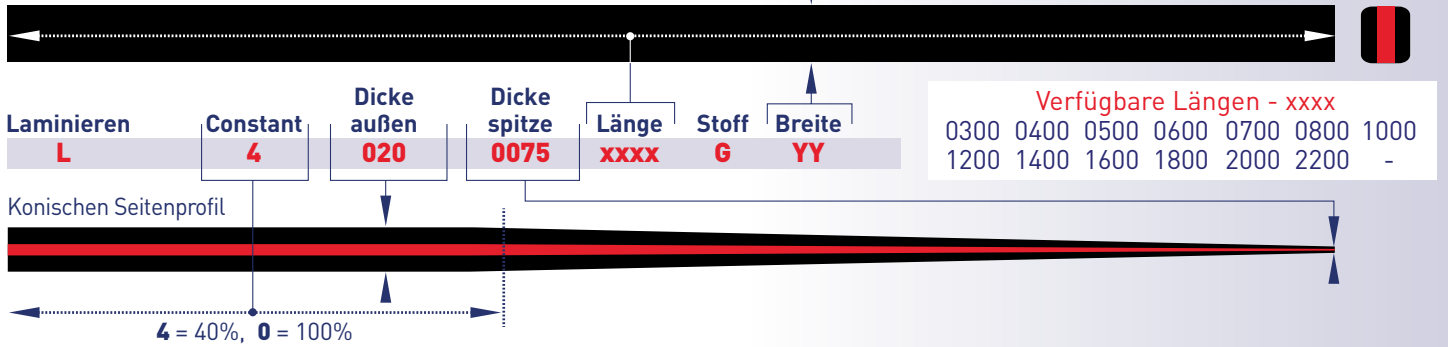 Dicke Dicke
Laminieren Constant außen spitze Länge Stoff Breite
L 4 020 0075 xxxx G YY
Verfügbare Längen - xxxx
0300 0400 0500 0600 0700 0800 1000
1200 1400 1600 1800 2000 2200 -
Konischen Seitenprofil
4 = 40%, 0 = 100%